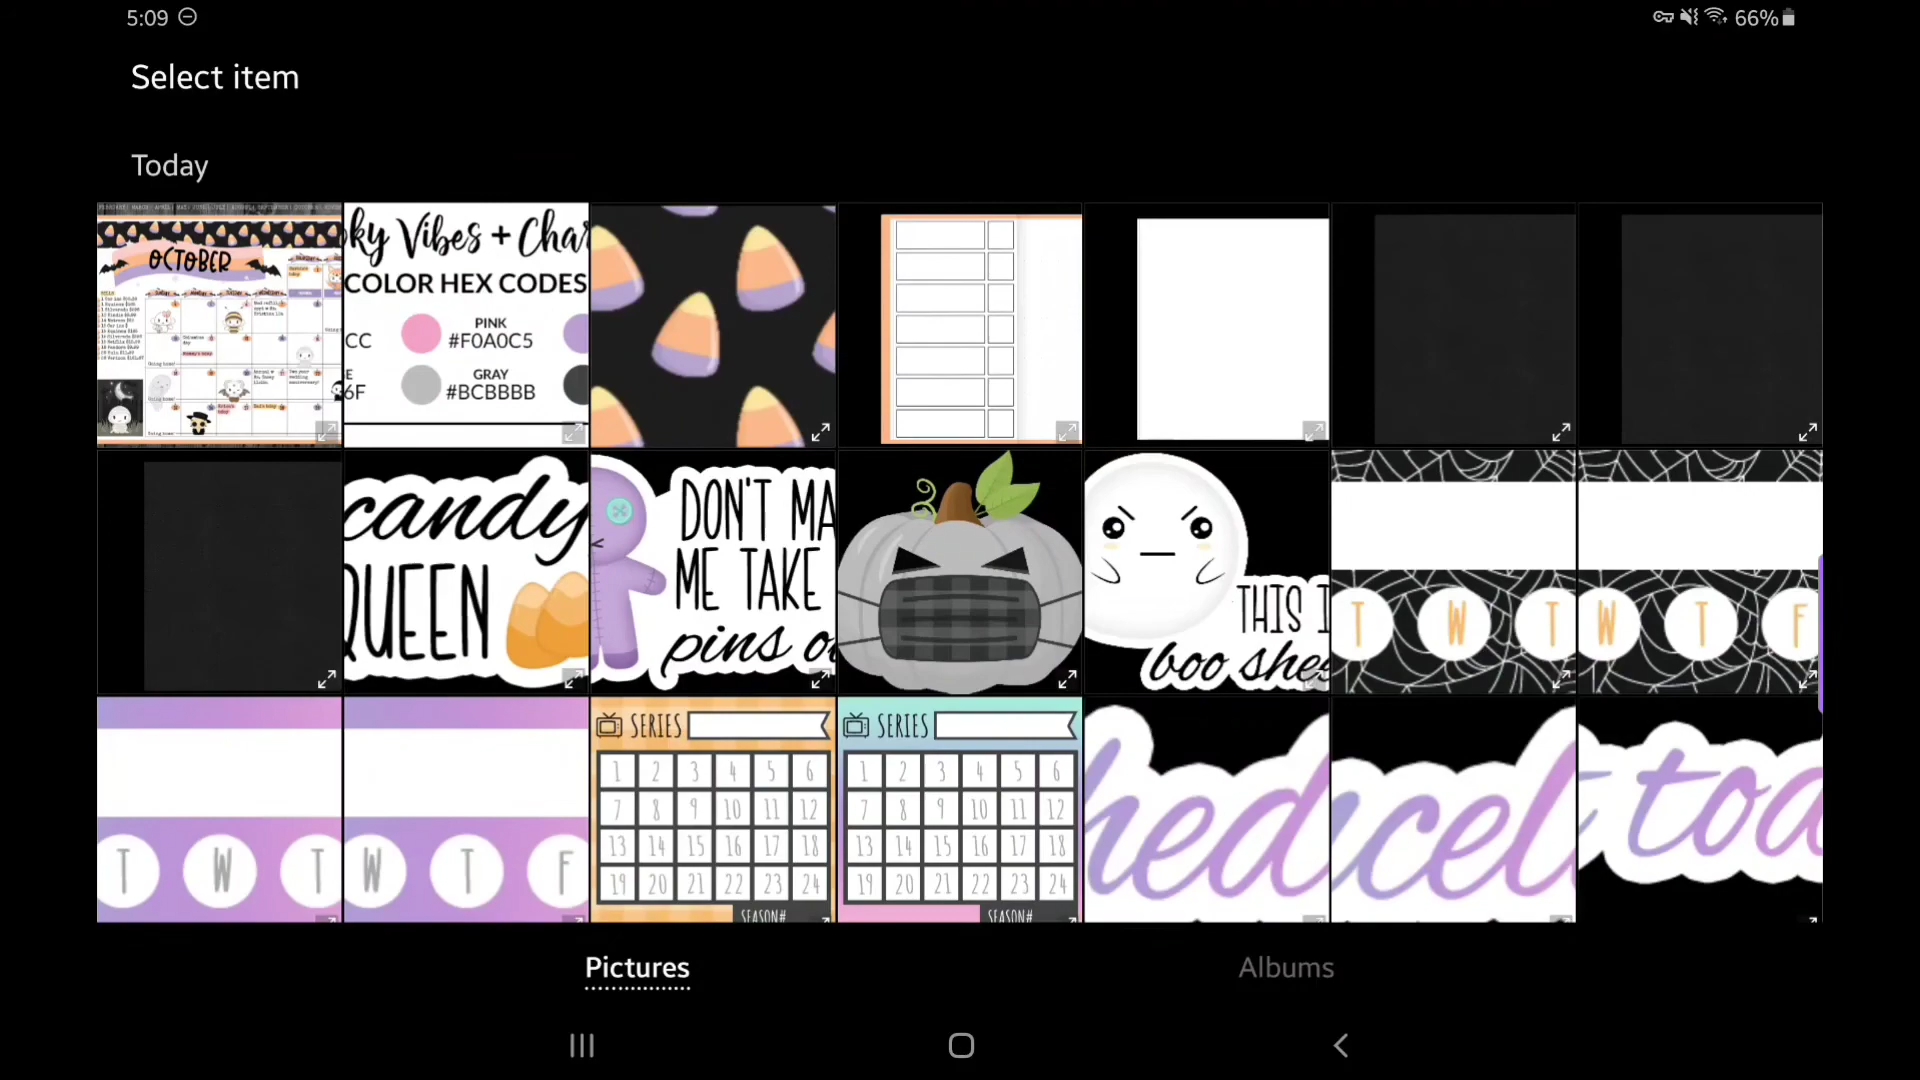 5:09
66%
Select item
Today
OCTOBER
ky Vibes + Char
COLOR HEX CODES
CC
PINK
#F0A0C5
E
6F
GRAY
#BCBBBB
candy
QUEEN
DON'T MA
ME TAKE
pins o
THIS I
boo shee
T W T
W T F
T W T
W T F
SERIES
1 2 3 4 5 6
7 8 9 10 11 12
13 14 15 16 17 18
19 20 21 22 23 24
SEASON#
SERIES
1 2 3 4 5 6
7 8 9 10 11 12
13 14 15 16 17 18
19 20 21 22 23 24
SEASON#
hed
cel
toda
Pictures
Albums